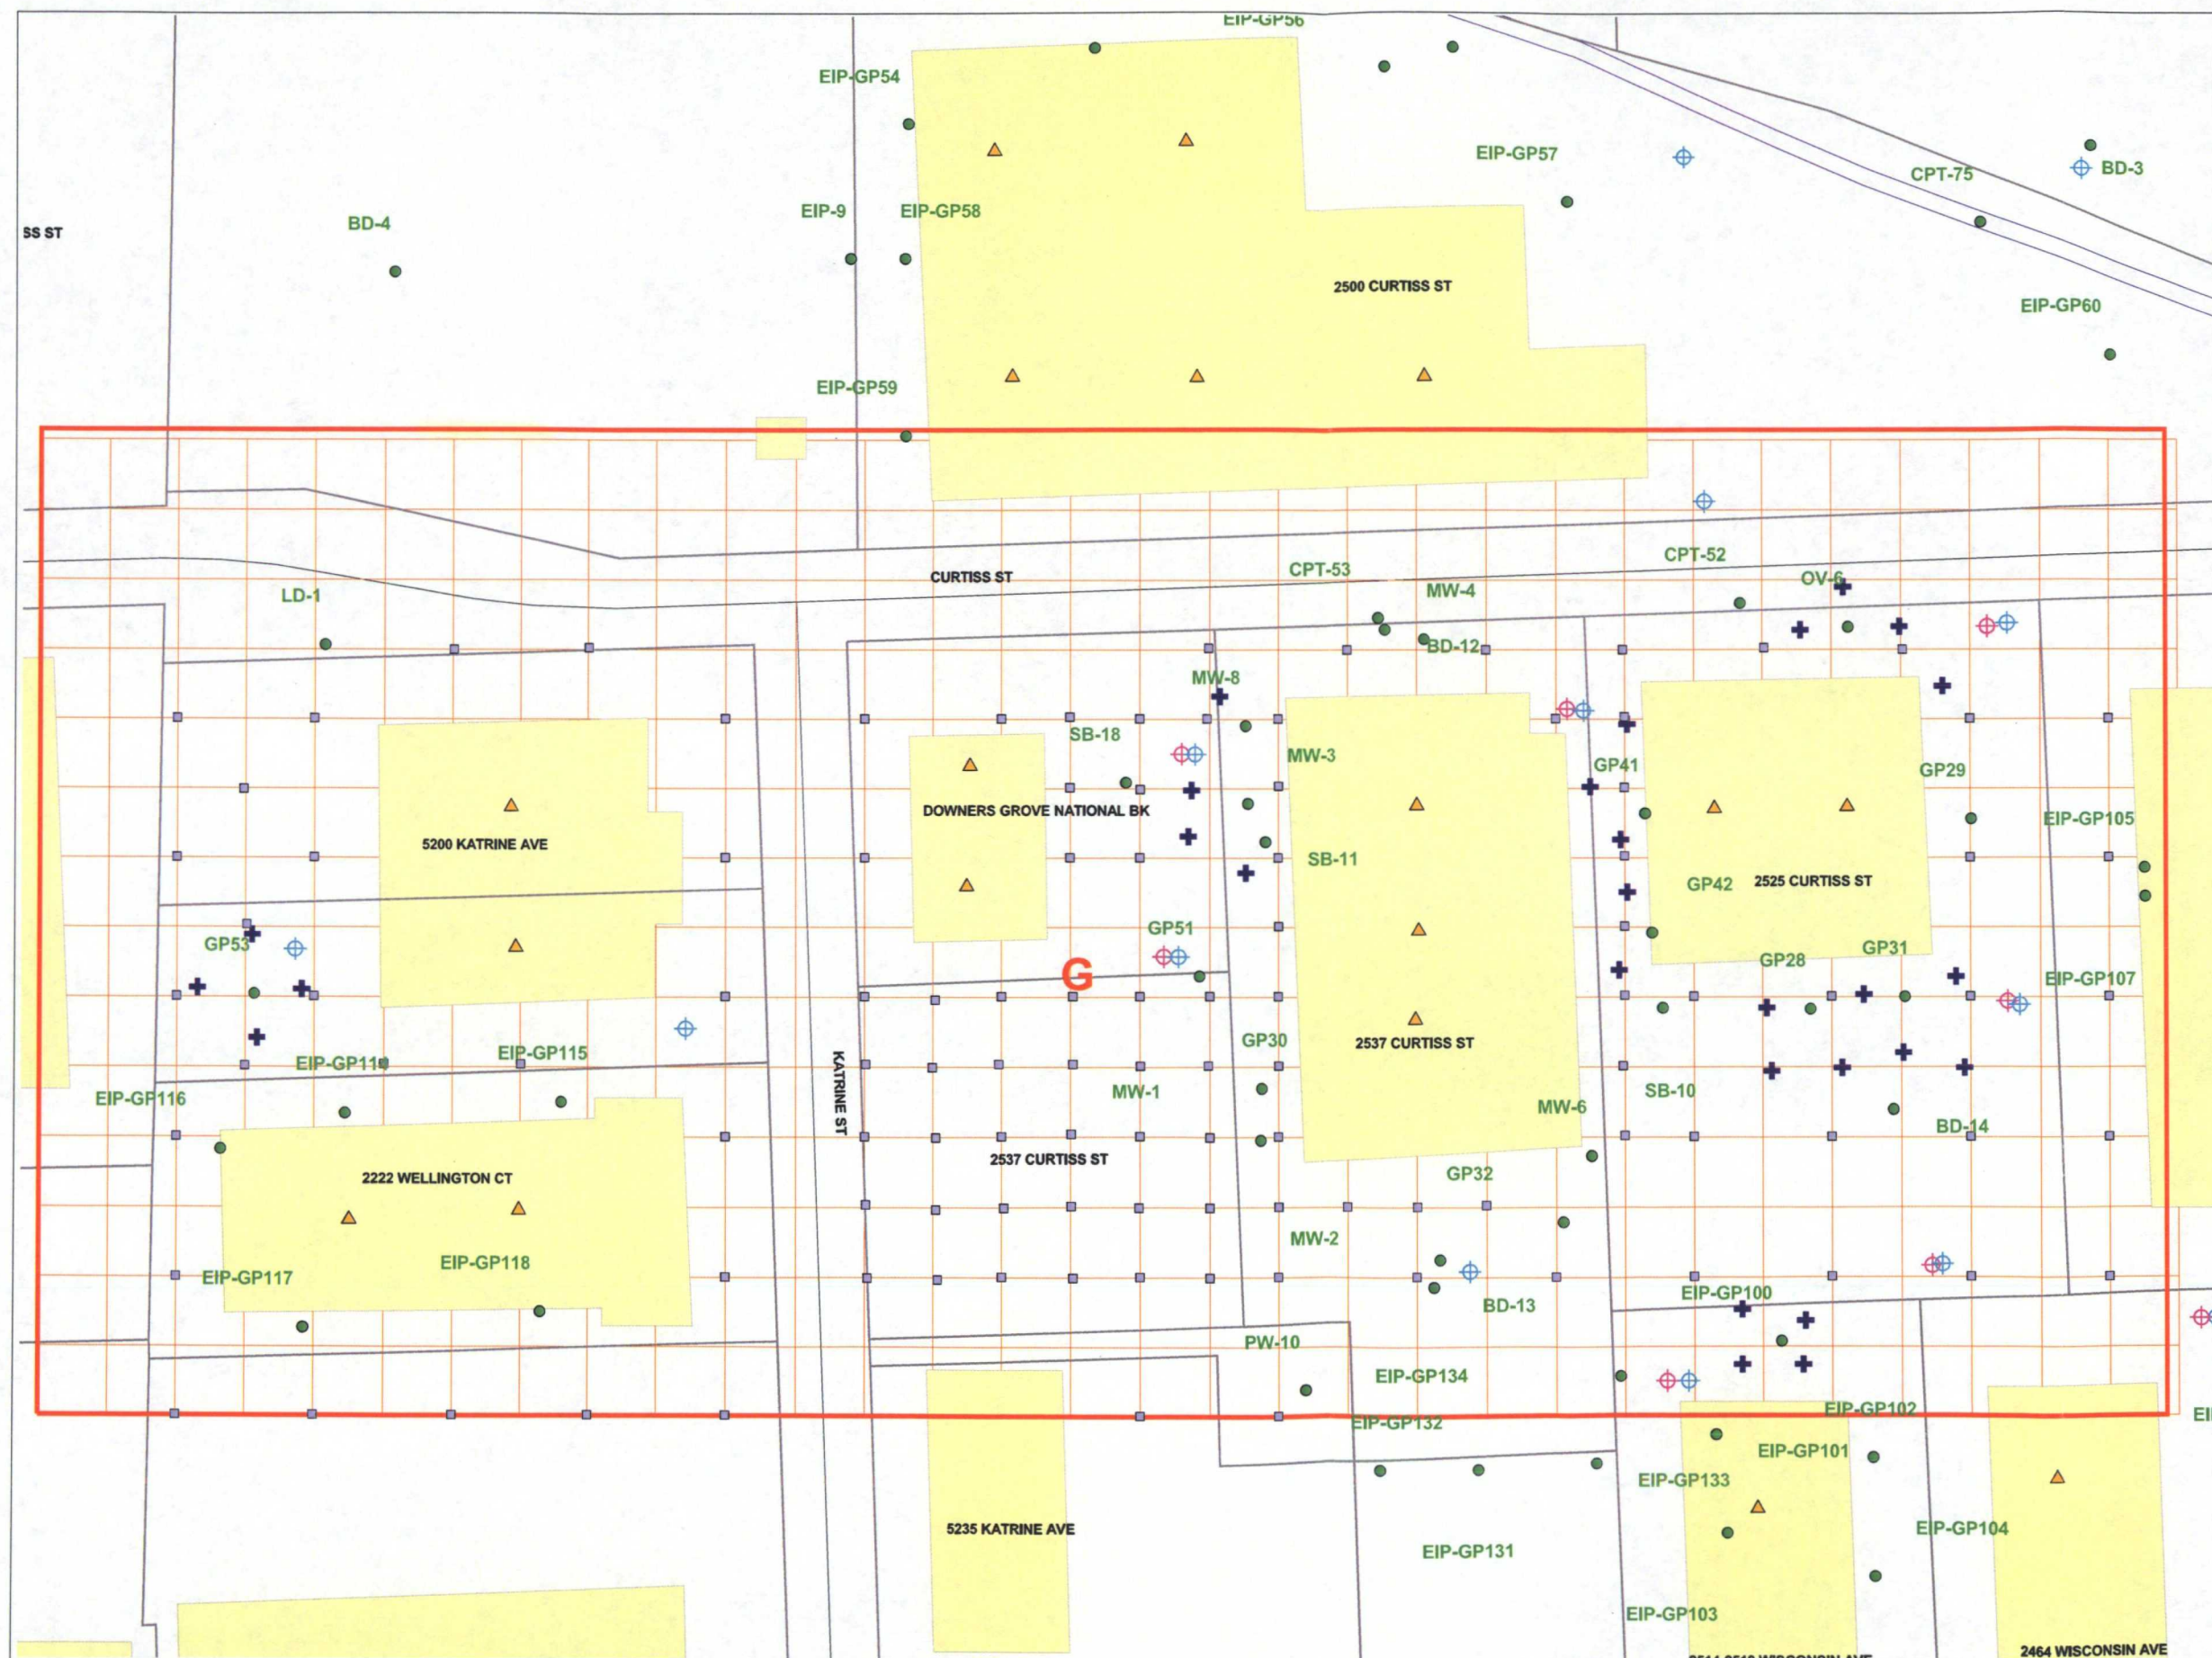 EIP-GP56
EIP-GP54
EIP-GP57
CPT-75
BD-3
EIP-9
EIP-GP58
BD-4
SS ST
2500 CURTISS ST
EIP-GP60
EIP-GP59
CPT-53
CPT-52
CURTISS ST
OV-6
MW-4
LD-1
BD-12
MW-8
SB-18
MW-3
GP41
GP29
DOWNERS GROVE NATIONAL BK
EIP-GP105
5200 KATRINE AVE
SB-11
GP42
2525 CURTISS ST
GP51
GP53
GP31
GP28
G
EIP-GP107
GP30
2537 CURTISS ST
EIP-GP115
KATRINE ST
MW-1
SB-10
EIP-GP116
MW-6
BD-14
2537 CURTISS ST
GP32
2222 WELLINGTON CT
MW-2
EIP-GP118
EIP-GP117
EIP-GP100
BD-13
PW-10
EIP-GP134
EIP-GP102
EIP-GP132
EIP-GP101
EIP-GP133
5235 KATRINE AVE
EIP-GP104
EIP-GP131
EIP-GP103
2464 WISCONSIN AVE